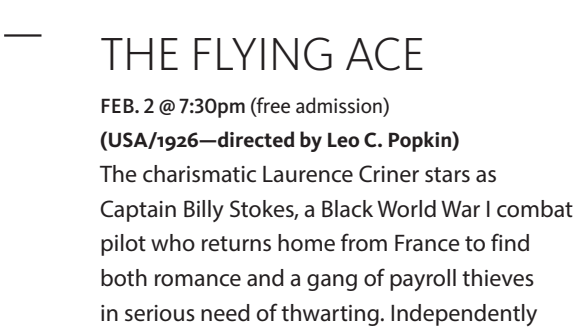 THE FLYING ACE
FEB. 2 @ 7:30pm (free admission)
(USA/1926—directed by Leo C. Popkin)
The charismatic Laurence Criner stars as
Captain Billy Stokes, a Black World War I combat
pilot who returns home from France to find
both romance and a gang of payroll thieves
in serious need of thwarting. Independently